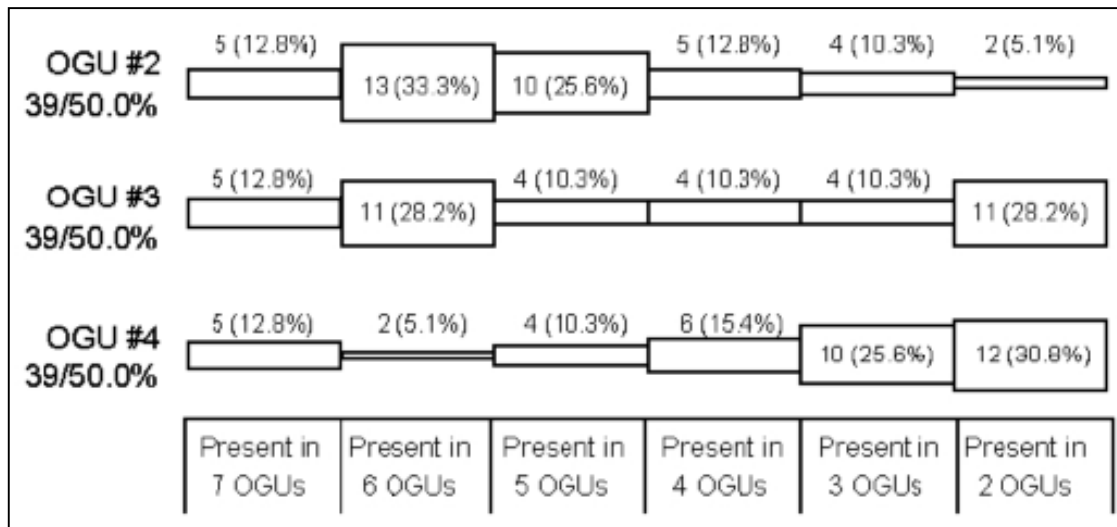 5 (12.8%) 5 (12.8%) 4 (10.3%) 2 (5.1%)
OGU #2
13 (33.3%) 10 (25.6%)
39/50.0%
5 (12.8%) 4 (10.3%) 4 (10.3%) 4 (10.3%)
OGU #3
11 (28.2%) 11 (28.2%)
39/50.0%
5 (12.8%) 2 (5.1%) 4 (10.3%) 6 (15.4%)
OGU #4
10 (25.6%) 12 (30.8%)
39/50.0%
Present in Present in Present in Present in Present in Present in
7 OGUs 6 OGUs 5 OGUs 4 OGUs 3 OGUs 2 OGUs